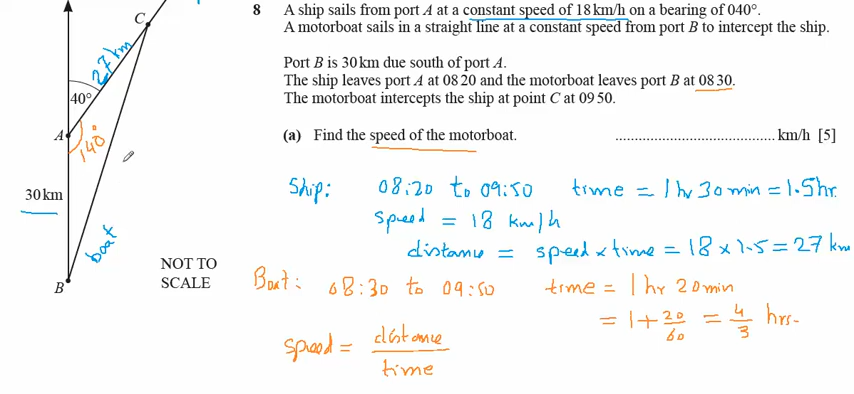 8 A ship sails from port A at a constant speed of 18 km/h on a bearing of 040°.
A motorboat sails in a straight line at a constant speed from port B to intercept the ship.
Port B is 30 km due south of port A.
The ship leaves port A at 08 20 and the motorboat leaves port B at 08 30.
The motorboat intercepts the ship at point C at 09 50.
(a) Find the speed of the motorboat. ....................................... km/h [5]
C
27 km
40°
A
140°
30 km
boat
B
NOT TO
SCALE
Ship: 08:20 to 09:50 time = 1 hr 30 min = 1.5 hr.
speed = 18 km/h
distance = speed × time = 18 × 1.5 = 27 km
Boat: 08:30 to 09:50 time = 1 hr 20 min
= 1 + 20/60 = 4/3 hrs.
speed = distance / time